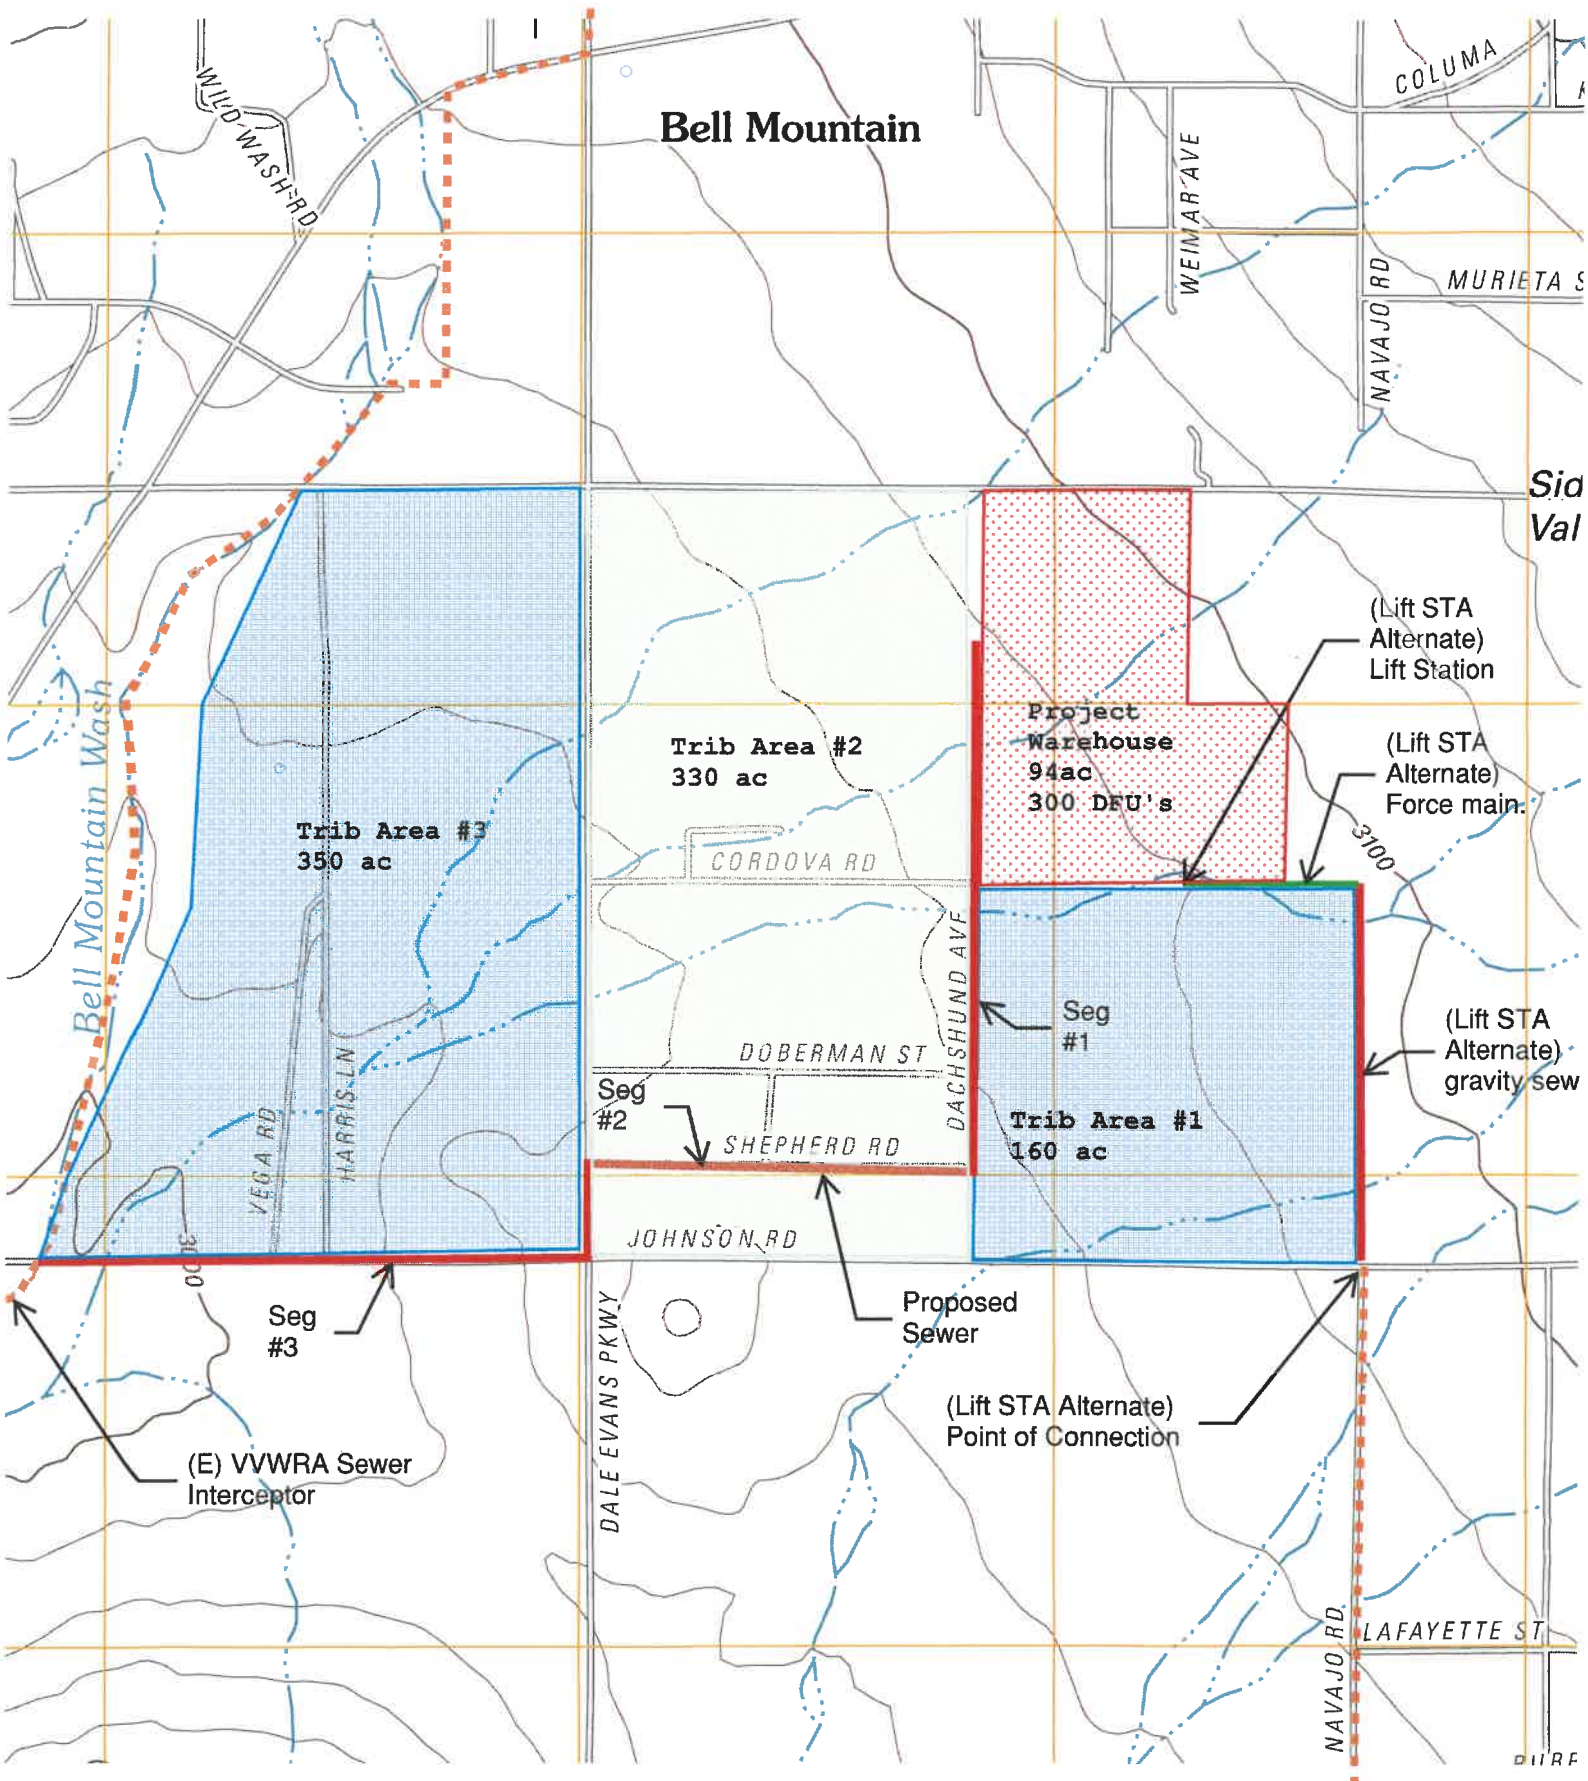 COLUMA
Bell Mountain
WILD WASH RD
WEIMAR AVE
NAVAJO RD
MURIETA S
Sid
Val
(Lift STA
Alternate)
Lift Station
Bell Mountain Wash
Project
Warehouse
94ac
300 DFU's
(Lift STA
Alternate)
Force main.
Trib Area #2
330 ac
Trib Area #3
350 ac
CORDOVA RD
3100
DACHSHUND AVE
Seg
#1
(Lift STA
Alternate)
gravity sew
DOBERMAN ST
Seg
#2
HARRIS LN
VEGA RD
SHEPHERD RD
Trib Area #1
160 ac
JOHNSON RD
3000
Seg
#3
Proposed
Sewer
DALE EVANS PKWY
(Lift STA Alternate)
Point of Connection
(E) VVWRA Sewer
Interceptor
NAVAJO RD
LAFAYETTE ST